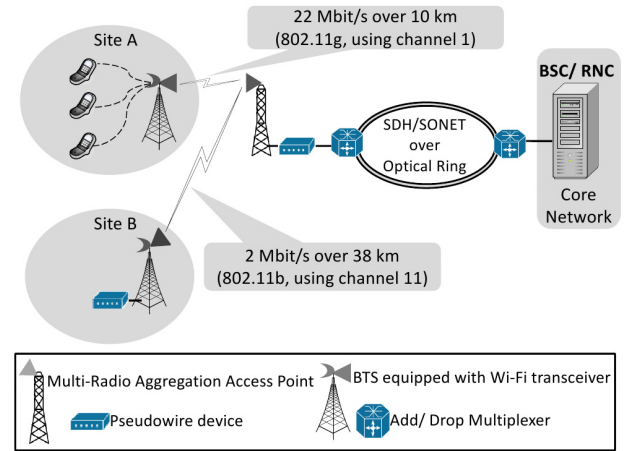 22 Mbit/s over 10 km
(802.11g, using channel 1)
Site A
BSC/ RNC
SDH/SONET
over
Optical Ring
Core
Network
Site B
2 Mbit/s over 38 km
(802.11b, using channel 11)
Multi-Radio Aggregation Access Point
BTS equipped with Wi-Fi transceiver
Pseudowire device
Add/ Drop Multiplexer